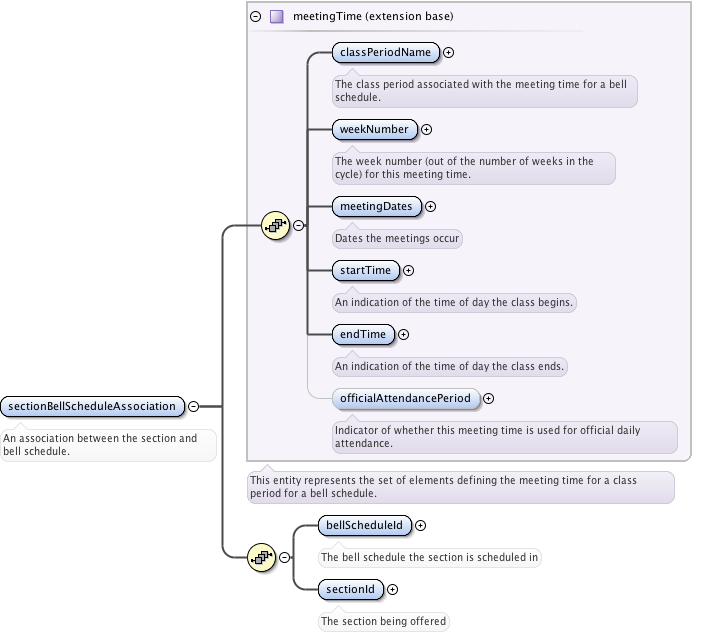 meetingTime (extension base)
classPeriodName
The class period associated with the meeting time for a bell
schedule.
weekNumber
The week number (out of the number of weeks in the
cycle) for this meeting time.
meetingDates
Dates the meetings occur
startTime
An indication of the time of day the class begins.
endTime
An indication of the time of day the class ends.
officialAttendancePeriod
Indicator of whether this meeting time is used for official daily
attendance.
sectionBellScheduleAssociation
An association between the section and
bell schedule.
This entity represents the set of elements defining the meeting time for a class
period for a bell schedule.
bellScheduleId
The bell schedule the section is scheduled in
sectionId
The section being offered